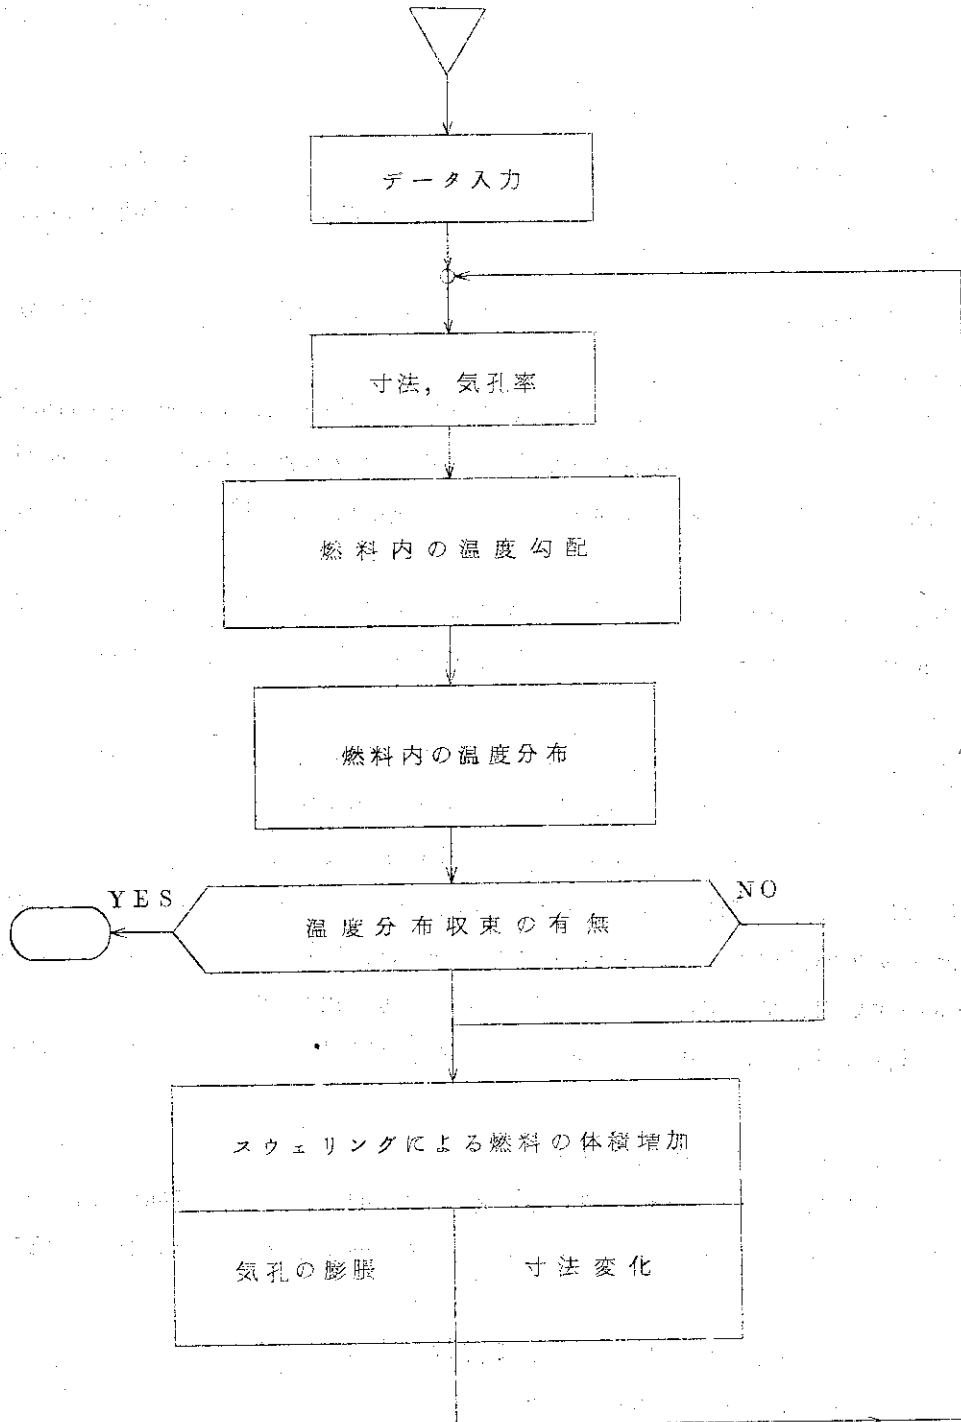 データ入力
寸法，気孔率
燃料内の温度勾配
燃料内の温度分布
YES
NO
温度分布収束の有無
スウェリングによる燃料の体積増加
気孔の膨脹
寸法変化